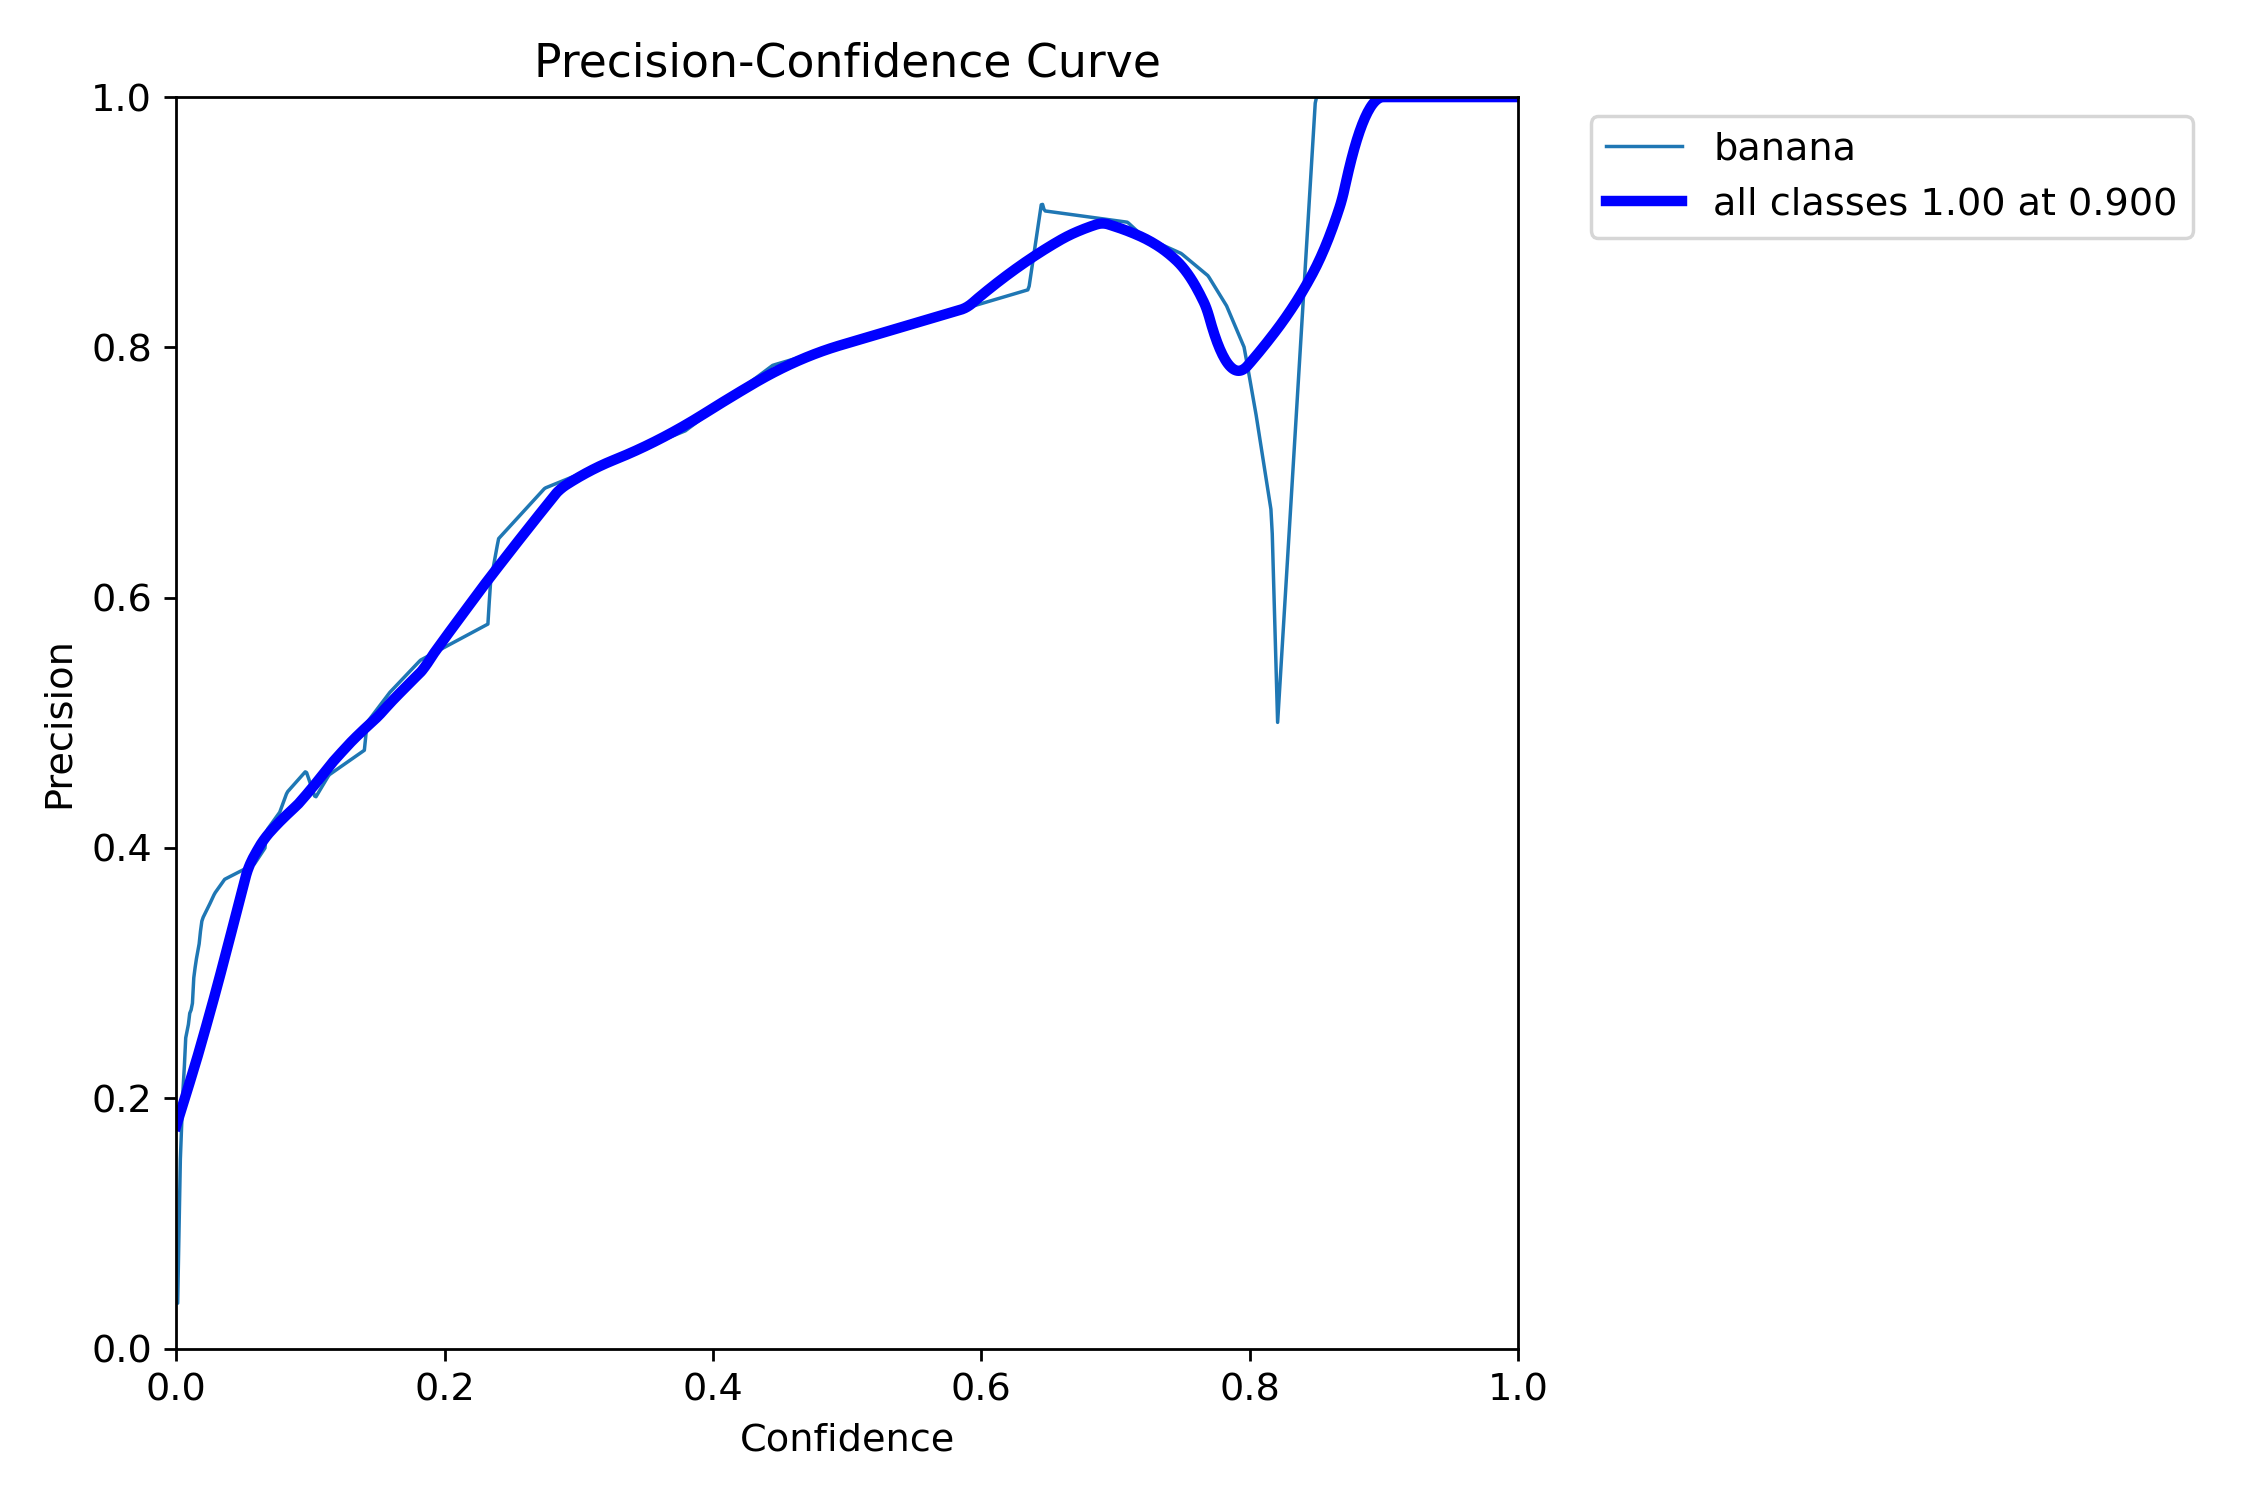 Precision-Confidence Curve
1.0
0.8
0.6
0.4
0.2
0.0
Precision
0.0 0.2 0.4 0.6 0.8 1.0
Confidence
banana
all classes 1.00 at 0.900